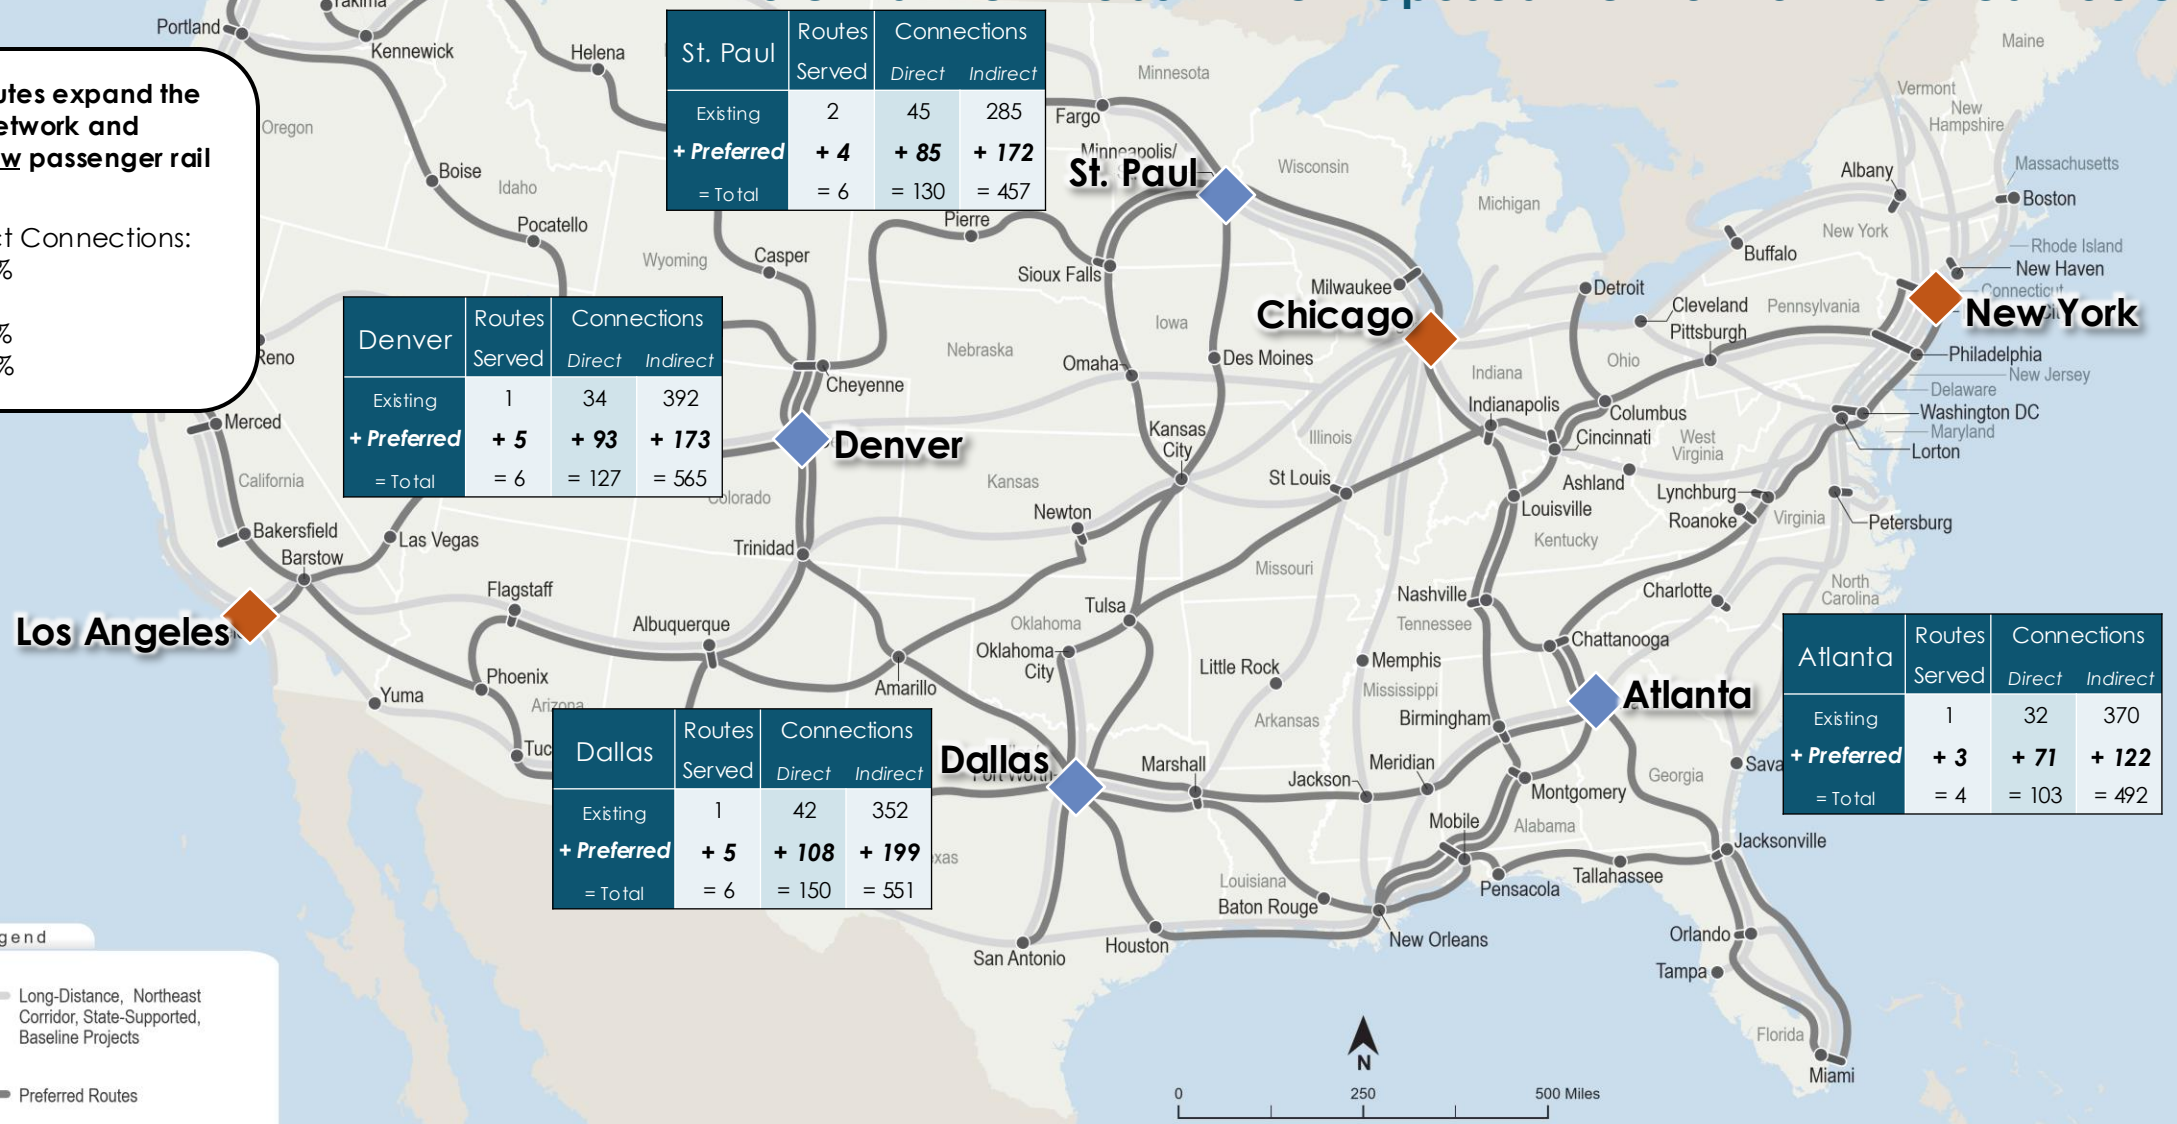 Yakima
Portland
Kennewick
Helena
utes expand the
etwork and
w passenger rail
ct Connections:
%
%
%
St. Paul
Routes Served
Connections
Direct Indirect
Existing 2 45 285
+ Preferred + 4 + 85 + 172
= Total = 6 = 130 = 457
Minnesota
Maine
Vermont
New
Hampshire
Oregon
Fargo
Minneapolis/
St. Paul
Wisconsin
Michigan
Albany
Massachusetts
Boston
Boise
Idaho
Pocatello
Pierre
New York
Buffalo
Rhode Island
New Haven
Connecticut
Wyoming
Casper
Sioux Falls
Milwaukee
Detroit
Chicago
Cleveland
Pennsylvania
New York
Denver
Routes Served
Connections
Direct Indirect
Existing 1 34 392
+ Preferred + 5 + 93 + 173
= Total = 6 = 127 = 565
Reno
Iowa
Pittsburgh
Nebraska
Omaha
Des Moines
Ohio
Philadelphia
New Jersey
Indiana
Cheyenne
Delaware
Indianapolis
Columbus
Washington DC
Merced
Denver
Kansas
City
Illinois
Cincinnati
West
Virginia
Maryland
Lorton
California
Colorado
Kansas
St Louis
Ashland
Lynchburg
Newton
Louisville
Roanoke
Virginia
Petersburg
Bakersfield
Las Vegas
Barstow
Trinidad
Kentucky
Missouri
Flagstaff
Nashville
Charlotte
North
Carolina
Los Angeles
Albuquerque
Tulsa
Oklahoma
Tennessee
Chattanooga
Oklahoma
City
Little Rock
Memphis
Phoenix
Amarillo
Mississippi
Yuma
Arizona
Atlanta
Arkansas
Birmingham
Atlanta
Routes Served
Connections
Direct Indirect
Existing 1 32 370
+ Preferred + 3 + 71 + 122
= Total = 4 = 103 = 492
Tuc
Dallas
Routes Served
Connections
Direct Indirect
Existing 1 42 352
+ Preferred + 5 + 108 + 199
= Total = 6 = 150 = 551
Dallas
Fort Worth
Marshall
Jackson
Meridian
Georgia
Sava
Montgomery
Mobile
Alabama
Jacksonville
exas
Louisiana
Baton Rouge
Pensacola
Tallahassee
San Antonio
Houston
New Orleans
Orlando
Tampa
gend
Long-Distance, Northeast
Corridor, State-Supported,
Baseline Projects
Preferred Routes
Florida
Miami
N
0 250 500 Miles